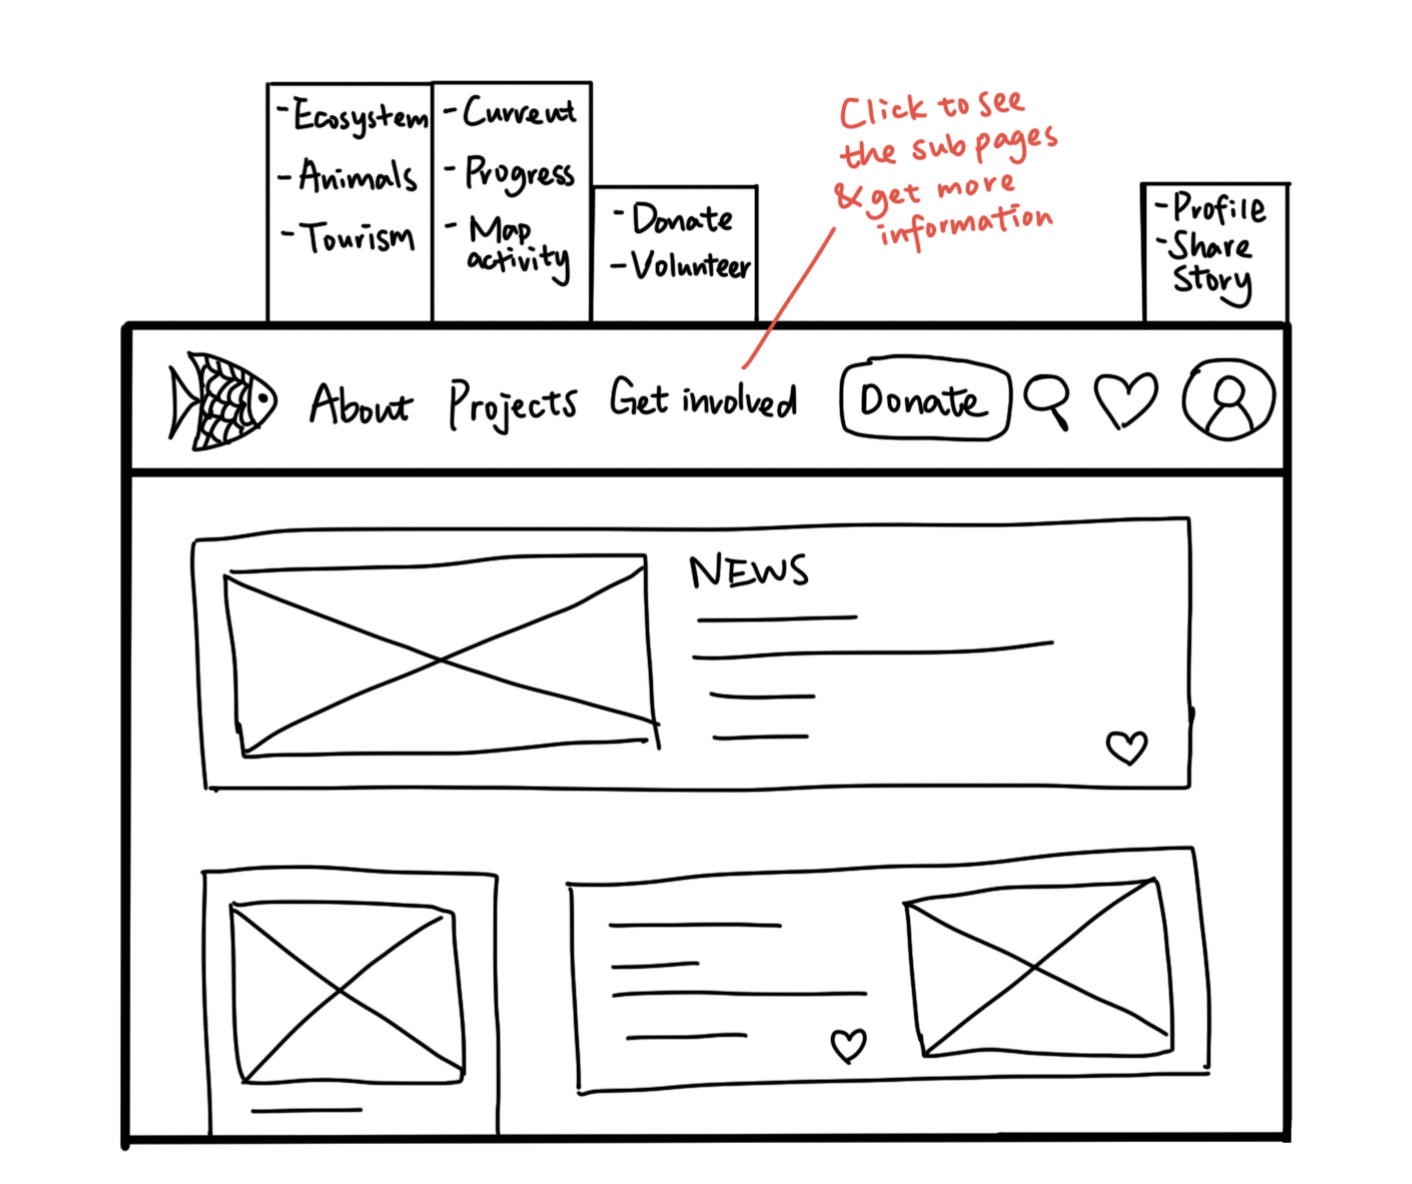 - Ecosystem
- Animals
- Tourism
- Current
- Progress
- Map
activity
- Donate
- Volunteer
Click to see
the sub pages
& get more
information
- Profile
- Share
Story
About Projects Get involved Donate
NEWS